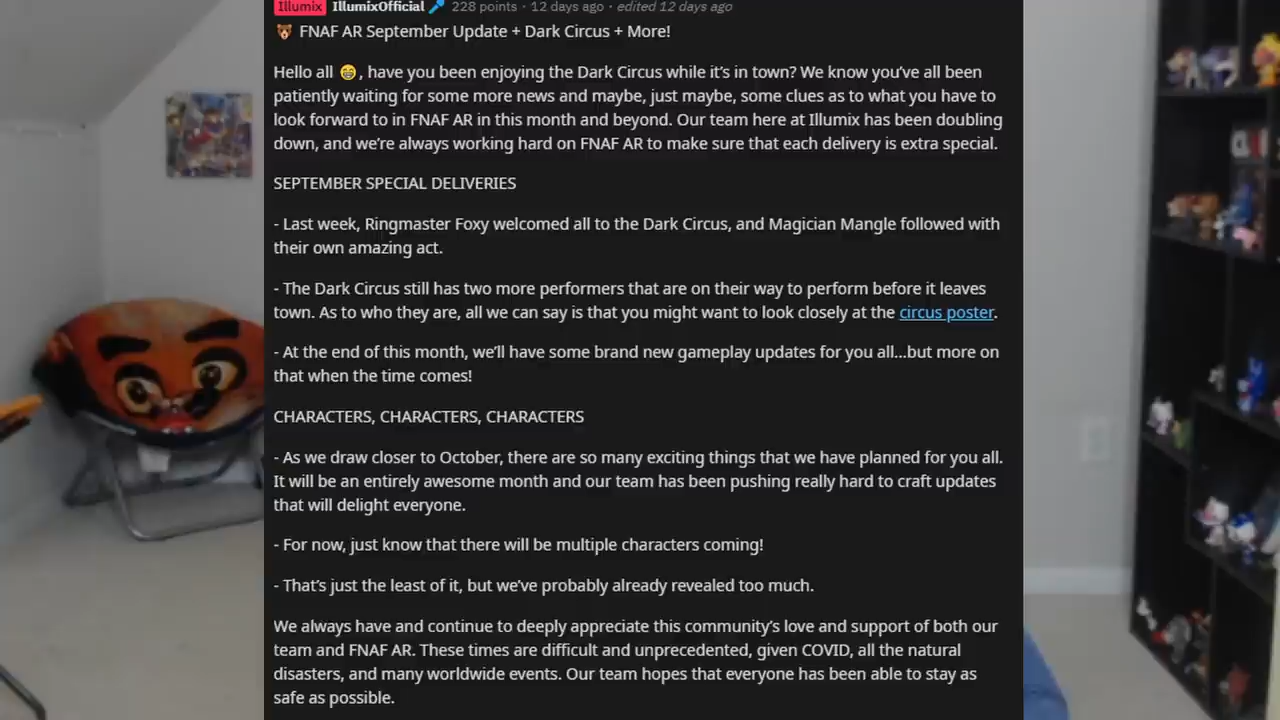 Illumix IllumixOfficial 228 points · 12 days ago · edited 12 days ago
🐻 FNAF AR September Update + Dark Circus + More!
Hello all 😁, have you been enjoying the Dark Circus while it's in town? We know you've all been
patiently waiting for some more news and maybe, just maybe, some clues as to what you have to
look forward to in FNAF AR in this month and beyond. Our team here at Illumix has been doubling
down, and we're always working hard on FNAF AR to make sure that each delivery is extra special.
SEPTEMBER SPECIAL DELIVERIES
- Last week, Ringmaster Foxy welcomed all to the Dark Circus, and Magician Mangle followed with
their own amazing act.
- The Dark Circus still has two more performers that are on their way to perform before it leaves
town. As to who they are, all we can say is that you might want to look closely at the circus poster.
- At the end of this month, we'll have some brand new gameplay updates for you all...but more on
that when the time comes!
CHARACTERS, CHARACTERS, CHARACTERS
- As we draw closer to October, there are so many exciting things that we have planned for you all.
It will be an entirely awesome month and our team has been pushing really hard to craft updates
that will delight everyone.
- For now, just know that there will be multiple characters coming!
- That's just the least of it, but we've probably already revealed too much.
We always have and continue to deeply appreciate this community's love and support of both our
team and FNAF AR. These times are difficult and unprecedented, given COVID, all the natural
disasters, and many worldwide events. Our team hopes that everyone has been able to stay as
safe as possible.